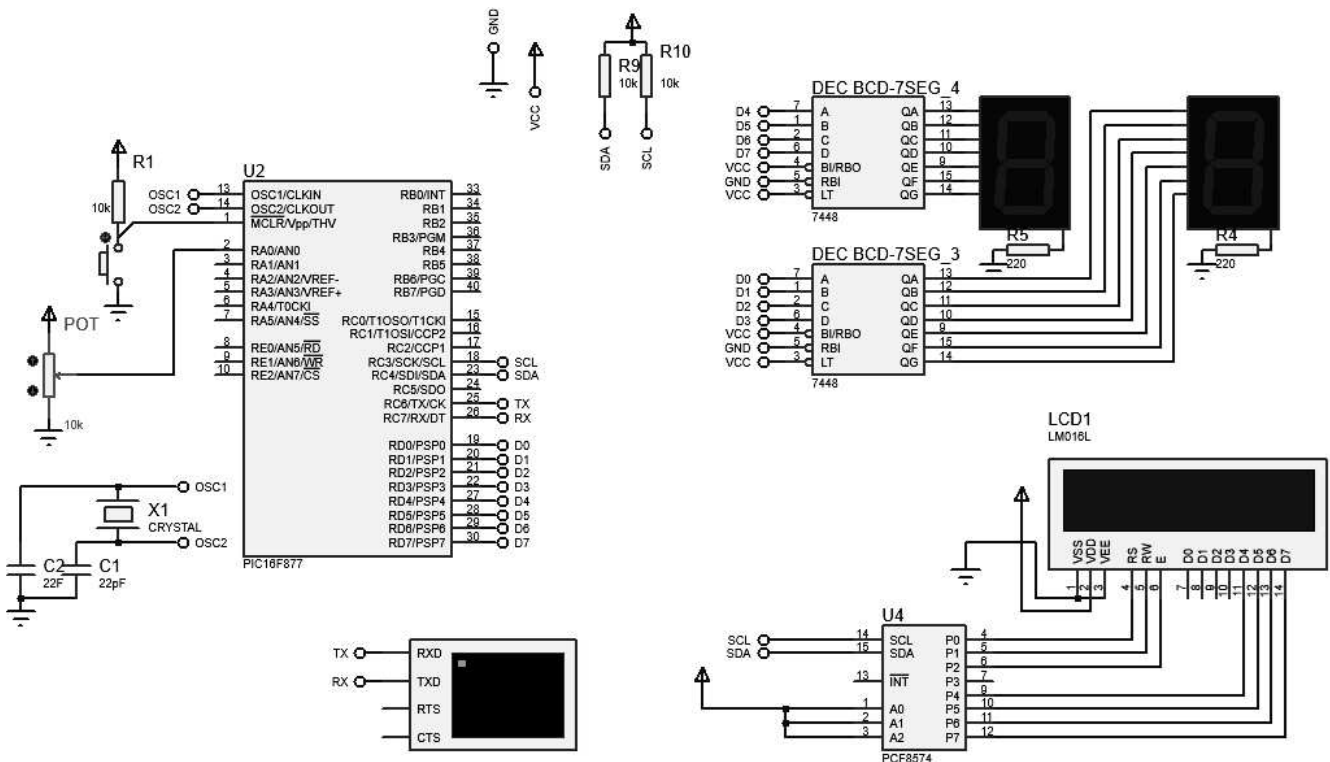 GND
VCC
R9
10k
R10
10k
SDA
SCL
R1
10k
U2
OSC1
OSC2
13 OSC1/CLKIN
14 OSC2/CLKOUT
1 MCLR/Vpp/THV
2 RA0/AN0
3 RA1/AN1
4 RA2/AN2/VREF-
5 RA3/AN3/VREF+
6 RA4/T0CKI
7 RA5/AN4/SS
8 RE0/AN5/RD
9 RE1/AN6/WR
10 RE2/AN7/CS
RB0/INT 33
RB1 34
RB2 35
RB3/PGM 36
RB4 37
RB5 38
RB6/PGC 39
RB7/PGD 40
RC0/T1OSO/T1CKI 15
RC1/T1OSI/CCP2 16
RC2/CCP1 17
RC3/SCK/SCL 18 SCL
RC4/SDI/SDA 23 SDA
RC5/SDO 24
RC6/TX/CK 25 TX
RC7/RX/DT 26 RX
RD0/PSP0 19 D0
RD1/PSP1 20 D1
RD2/PSP2 21 D2
RD3/PSP3 22 D3
RD4/PSP4 27 D4
RD5/PSP5 28 D5
RD6/PSP6 29 D6
RD7/PSP7 30 D7
PIC16F877
POT
10k
OSC1
X1
CRYSTAL
OSC2
C2
22F
C1
22pF
TX RXD
RX TXD
RTS
CTS
DEC BCD-7SEG_4
D4 7 A QA 13
D5 1 B QB 12
D6 2 C QC 11
D7 6 D QD 10
VCC 4 BI/RBO QE 9
GND 5 RBI QF 15
VCC 3 LT QG 14
7448
R5
220
R4
220
DEC BCD-7SEG_3
D0 7 A QA 13
D1 1 B QB 12
D2 2 C QC 11
D3 6 D QD 10
VCC 4 BI/RBO QE 9
GND 5 RBI QF 15
VCC 3 LT QG 14
7448
LCD1
LM016L
VSS VDD VEE RS RW E D0 D1 D2 D3 D4 D5 D6 D7
1 2 3 4 5 6 7 8 9 10 11 12 13 14
U4
SCL 14 SCL P0 4
SDA 15 SDA P1 5
P2 6
13 INT P3 7
P4 9
1 A0 P5 10
2 A1 P6 11
3 A2 P7 12
PCF8574